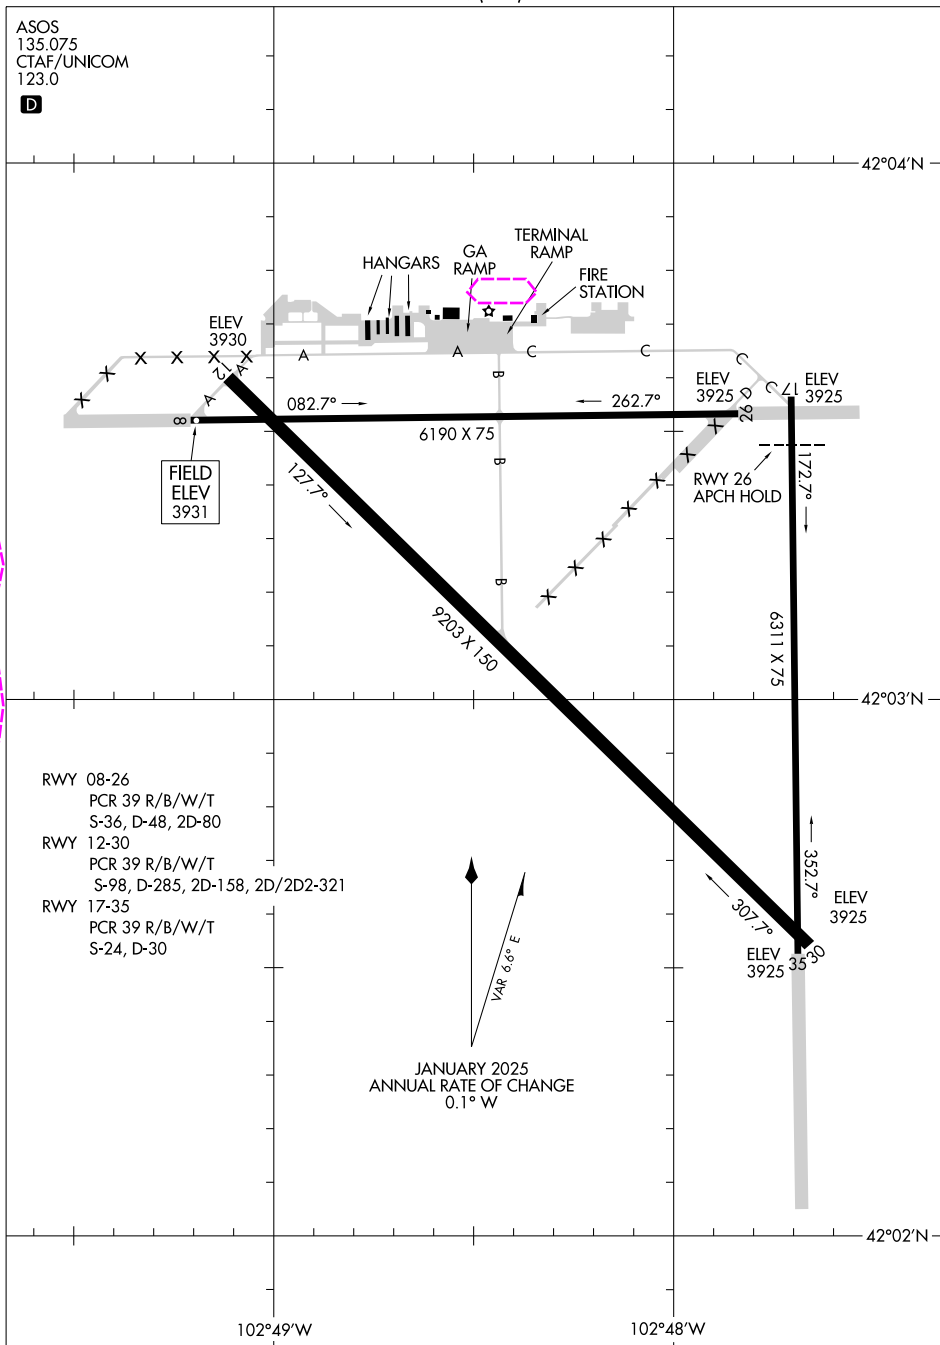 ASOS
135.075
CTAF/UNICOM
123.0
D
42°04'N
TERMINAL
RAMP
GA
RAMP
HANGARS
FIRE
STATION
ELEV
3930
X
X
X
X
X
X
A
A
C
C
C
C
12
A
A
B
D
ELEV
3925
17
ELEV
3925
8
082.7°
262.7°
26
6190 X 75
FIELD
ELEV
3931
127.7°
B
X
X
X
X
X
X
X
RWY 26
APCH HOLD
172.7°
B
9203 X 150
6311 X 75
42°03'N
RWY 08-26
PCR 39 R/B/W/T
S-36, D-48, 2D-80
RWY 12-30
PCR 39 R/B/W/T
S-98, D-285, 2D-158, 2D/2D2-321
RWY 17-35
PCR 39 R/B/W/T
S-24, D-30
352.7°
307.7°
ELEV
3925
ELEV
3925
35
30
VAR 6.6° E
JANUARY 2025
ANNUAL RATE OF CHANGE
0.1° W
42°02'N
102°49'W
102°48'W